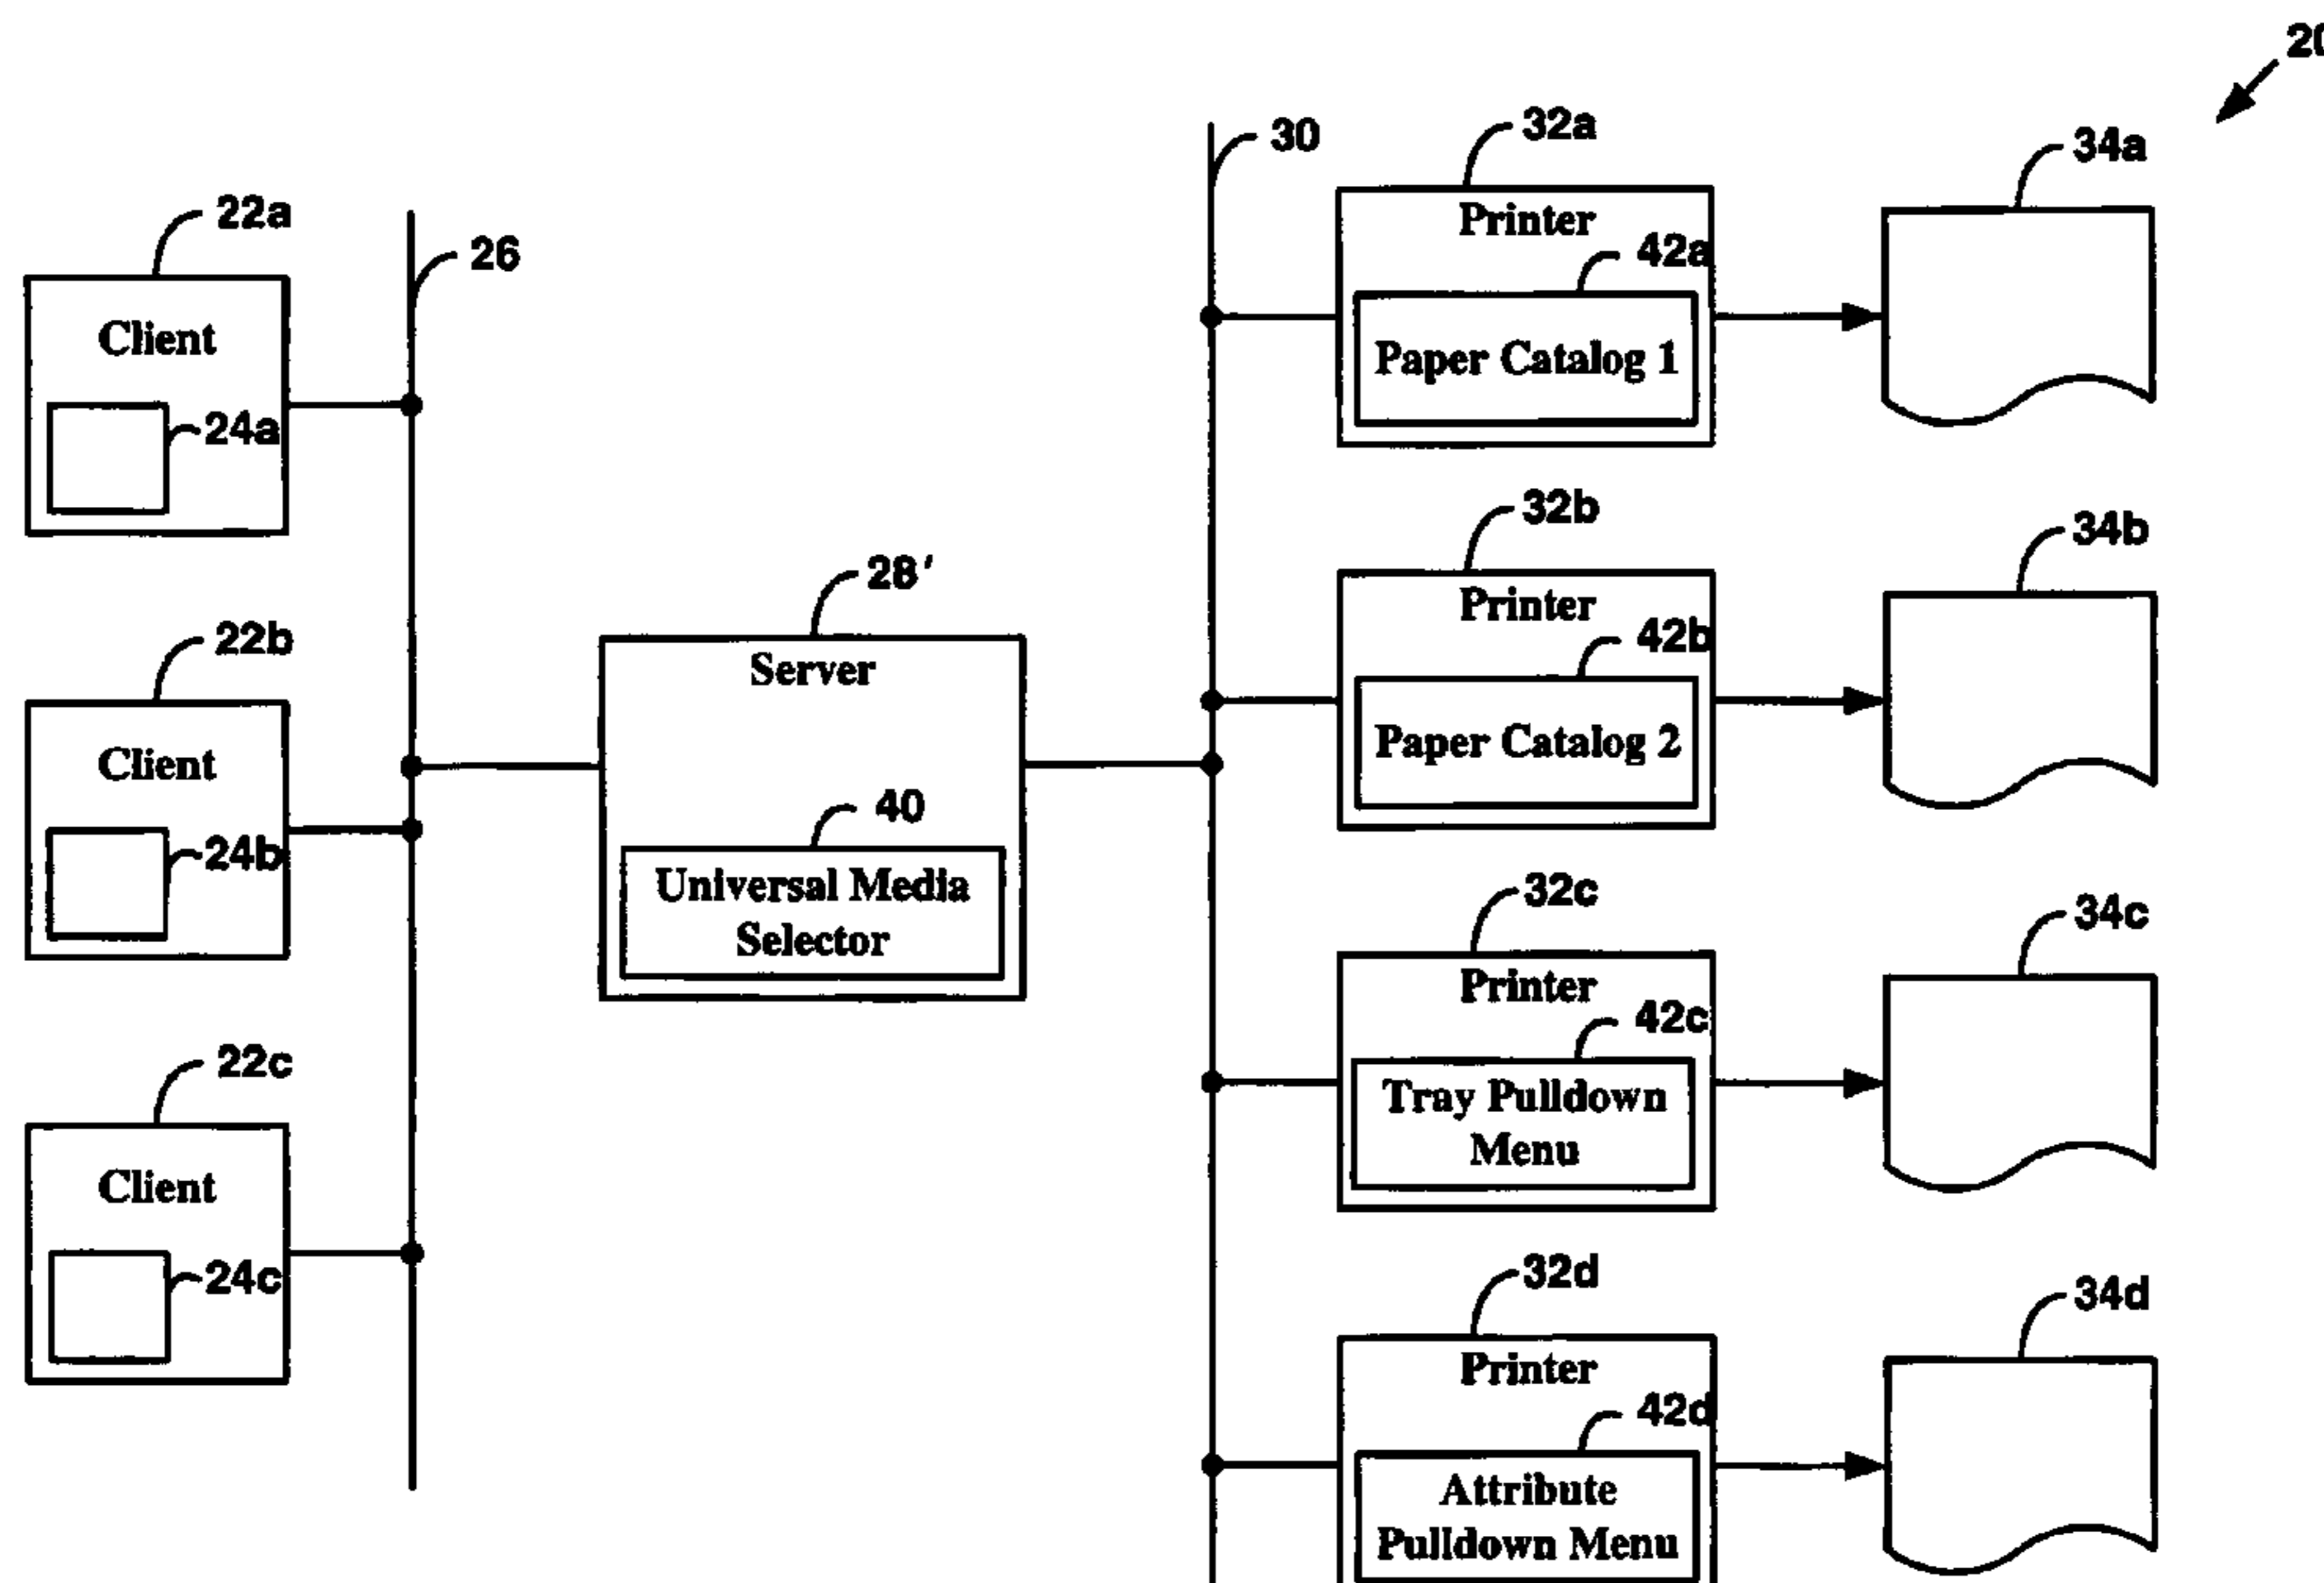 20
30
32a
34a
22a
26
Printer
42a
Client
Paper Catalog 1
24a
32b
34b
28'
Printer
22b
42b
Server
Client
Paper Catalog 2
40
24b
Universal Media
Selector
32c
34c
Printer
42c
22c
Tray Pulldown
Menu
Client
24c
32d
34d
Printer
42d
Attribute
Pulldown Menu